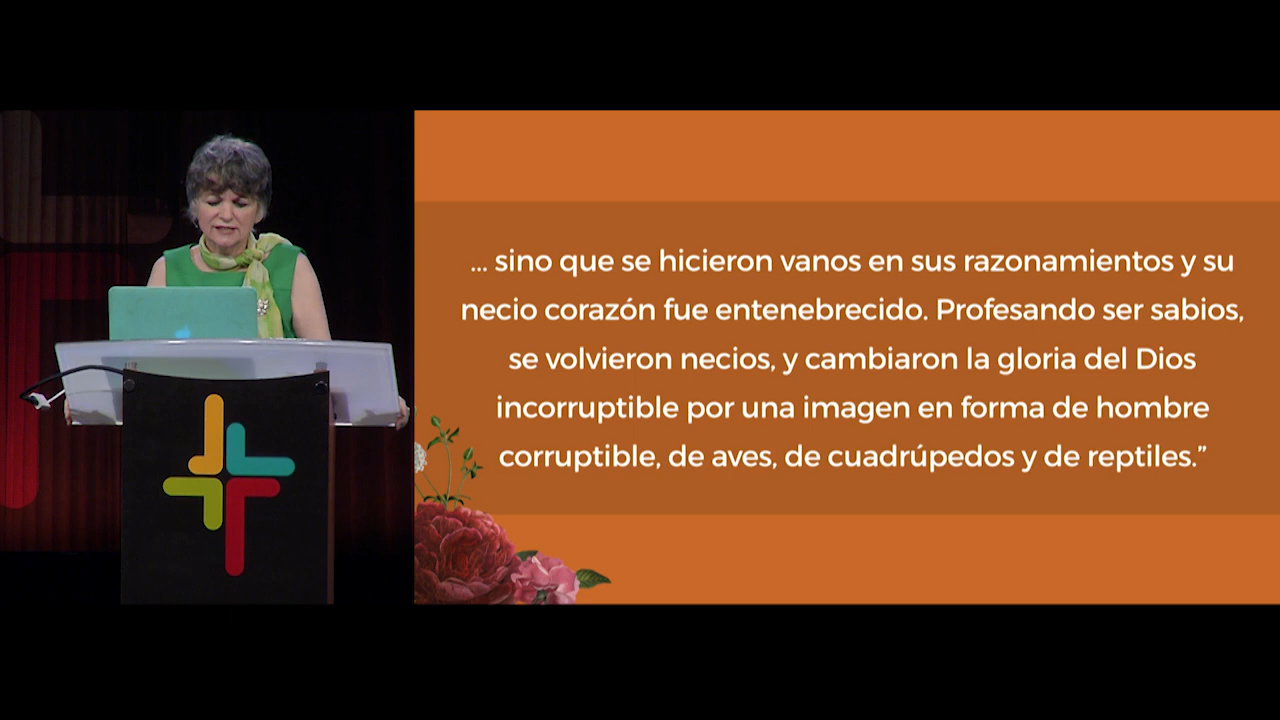 ... sino que se hicieron vanos en sus razonamientos y su
necio corazón fue entenebrecido. Profesando ser sabios,
se volvieron necios, y cambiaron la gloria del Dios
incorruptible por una imagen en forma de hombre
corruptible, de aves, de cuadrúpedos y de reptiles.”